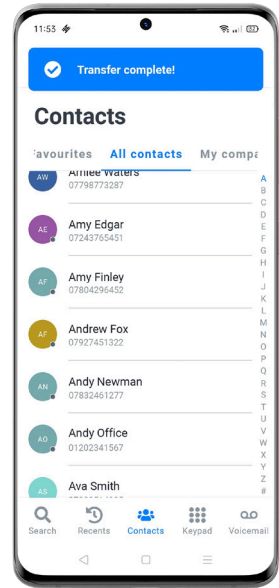 11:53
Transfer complete!
Contacts
avourites All contacts My compa
AW Amlee Waters
07798773287
AE Amy Edgar
07243765451
AF Amy Finley
07804296452
AF Andrew Fox
07927451322
AN Andy Newman
07832461277
AO Andy Office
01202341567
AS Ava Smith
A
B
C
D
E
F
G
H
I
J
K
L
M
N
O
P
Q
R
S
T
U
V
W
X
Y
Z
#
Search Recents Contacts Keypad Voicemail